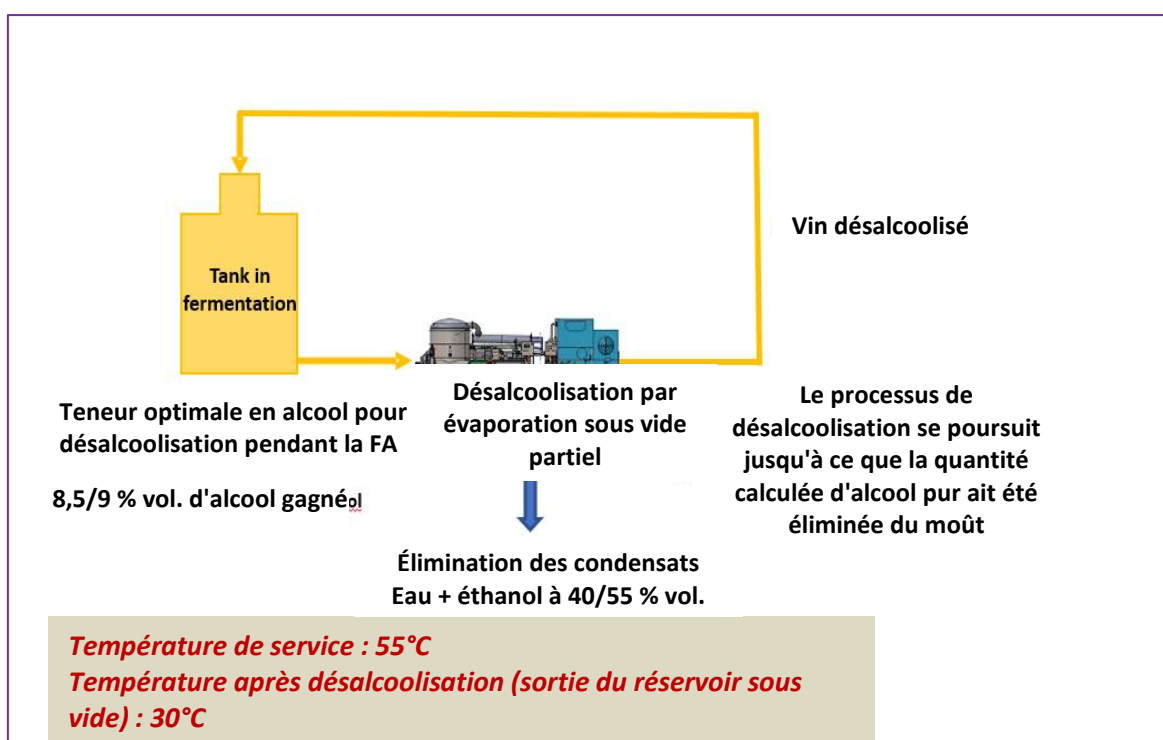 Vin désalcoolisé
Tank in
fermentation
Teneur optimale en alcool pour
désalcoolisation pendant la FA
8,5/9 % vol. d'alcool gagnéol
Désalcoolisation par
évaporation sous vide
partiel
Le processus de
désalcoolisation se poursuit
jusqu'à ce que la quantité
calculée d'alcool pur ait été
éliminée du moût
Élimination des condensats
Eau + éthanol à 40/55 % vol.
Température de service : 55°C
Température après désalcoolisation (sortie du réservoir sous
vide) : 30°C